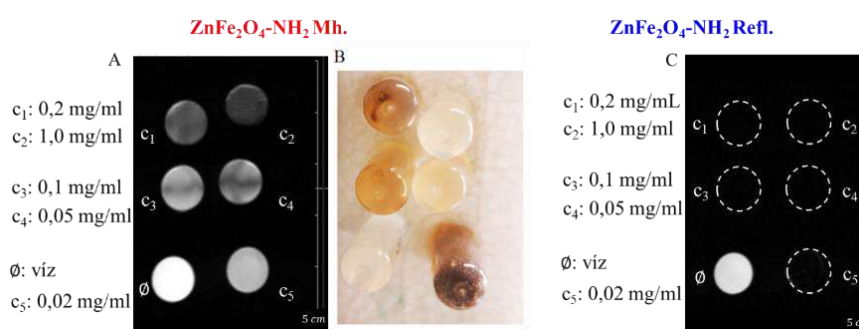 ZnFe₂O₄-NH₂ Mh.
A
B
c₁: 0,2 mg/ml
c₂: 1,0 mg/ml
c₃: 0,1 mg/ml
c₄: 0,05 mg/ml
∅: víz
c₅: 0,02 mg/ml
c₁
c₂
c₃
c₄
∅
c₅
5 cm
ZnFe₂O₄-NH₂ Refl.
C
c₁: 0,2 mg/mL
c₂: 1,0 mg/ml
c₃: 0,1 mg/ml
c₄: 0,05 mg/ml
∅: víz
c₅: 0,02 mg/ml
c₁
c₂
c₃
c₄
∅
c₅